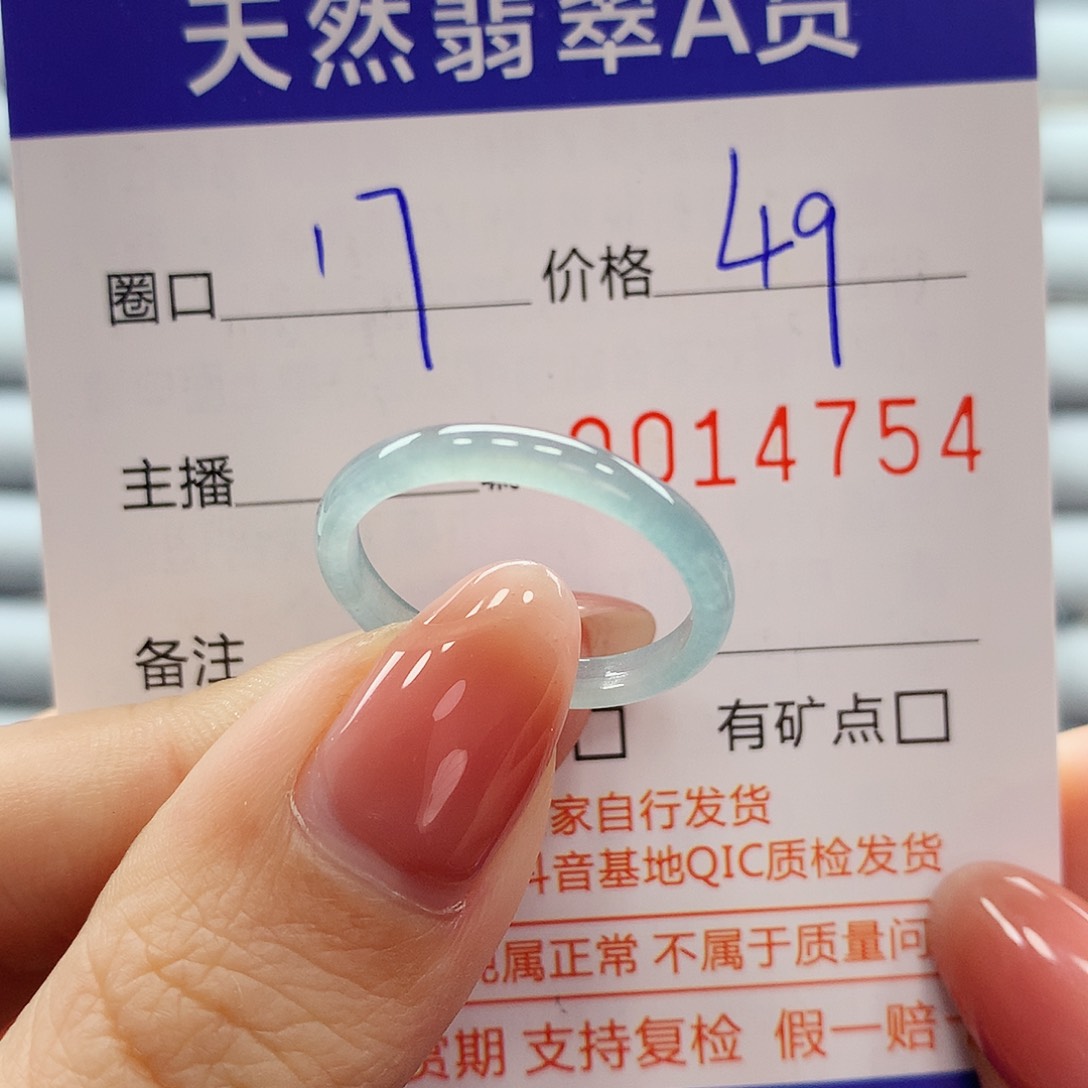 天然翡翠A货
圈口 17 价格 49
主播 0014754
备注
有矿点
家自行发货
抖音基地QIC质检发货
属正常 不属于质量问
货期 支持复检 假一赔